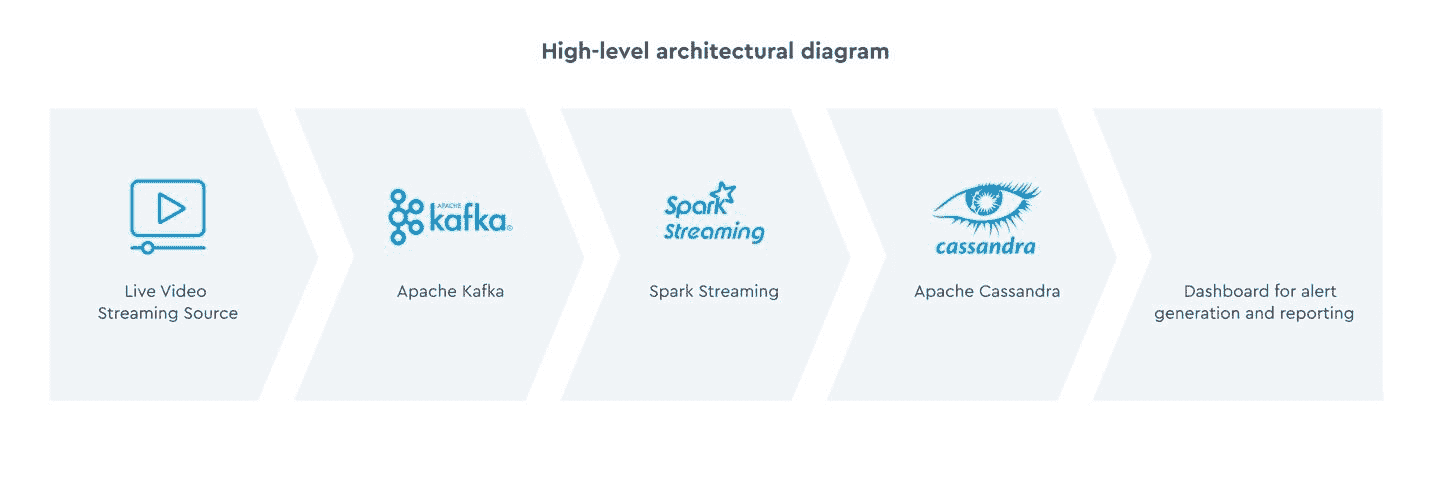 High-level architectural diagram
APACHE
kafka®
Spark
Streaming
cassandra
Live Video
Streaming Source
Apache Kafka
Spark Streaming
Apache Cassandra
Dashboard for alert
generation and reporting